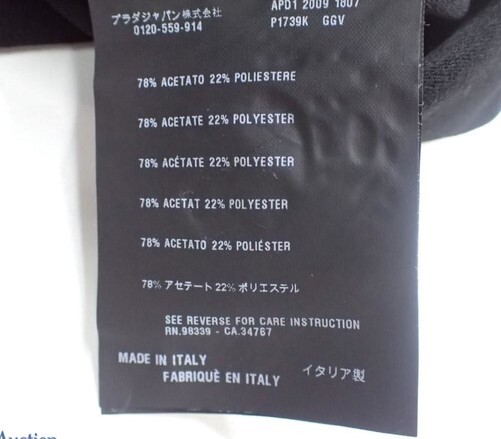 プラダジャパン株式会社
0120-559-914
APD1 2009 1807
P1739K GGV
78% ACETATO 22% POLIESTERE
78% ACETATE 22% POLYESTER
78% ACÉTATE 22% POLYESTER
78% ACETAT 22% POLYESTER
78% ACETATO 22% POLIÉSTER
78% アセテート 22% ポリエステル
SEE REVERSE FOR CARE INSTRUCTION
RN.98339 - CA.34767
MADE IN ITALY
FABRIQUÈ EN ITALY
イタリア製
Auction